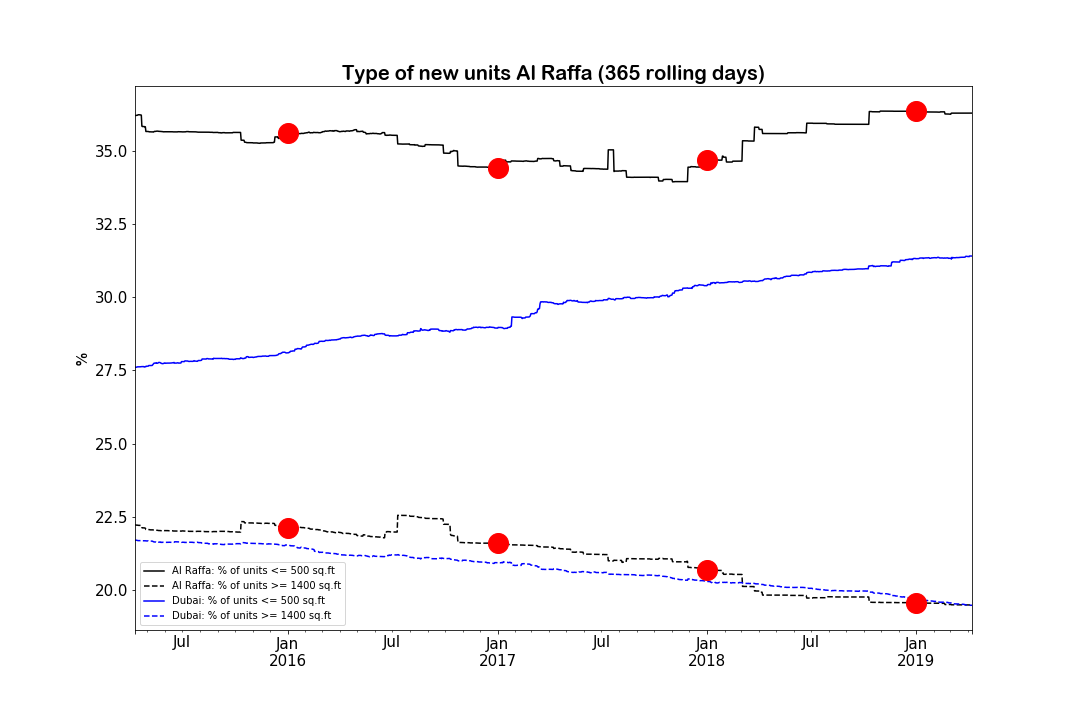 Type of new units Al Raffa (365 rolling days)
%
35.0
32.5
30.0
27.5
25.0
22.5
20.0
Al Raffa: % of units <= 500 sq.ft
Al Raffa: % of units >= 1400 sq.ft
Dubai: % of units <= 500 sq.ft
Dubai: % of units >= 1400 sq.ft
Jul Jan Jul Jan Jul Jan Jul Jan
2016 2017 2018 2019